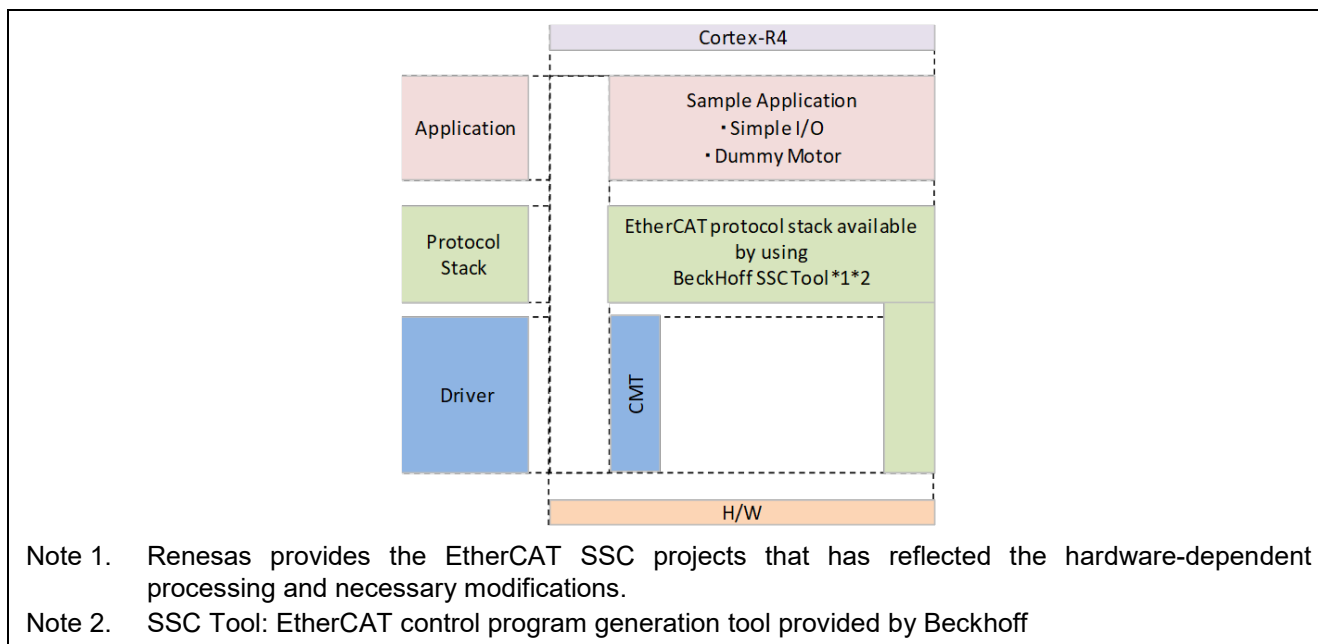 Cortex-R4
Application
Sample Application
・Simple I/O
・Dummy Motor
Protocol
Stack
EtherCAT protocol stack available
by using
BeckHoff SSC Tool *1*2
Driver
CMT
H/W
Note 1. Renesas provides the EtherCAT SSC projects that has reflected the hardware-dependent
processing and necessary modifications.
Note 2. SSC Tool: EtherCAT control program generation tool provided by Beckhoff